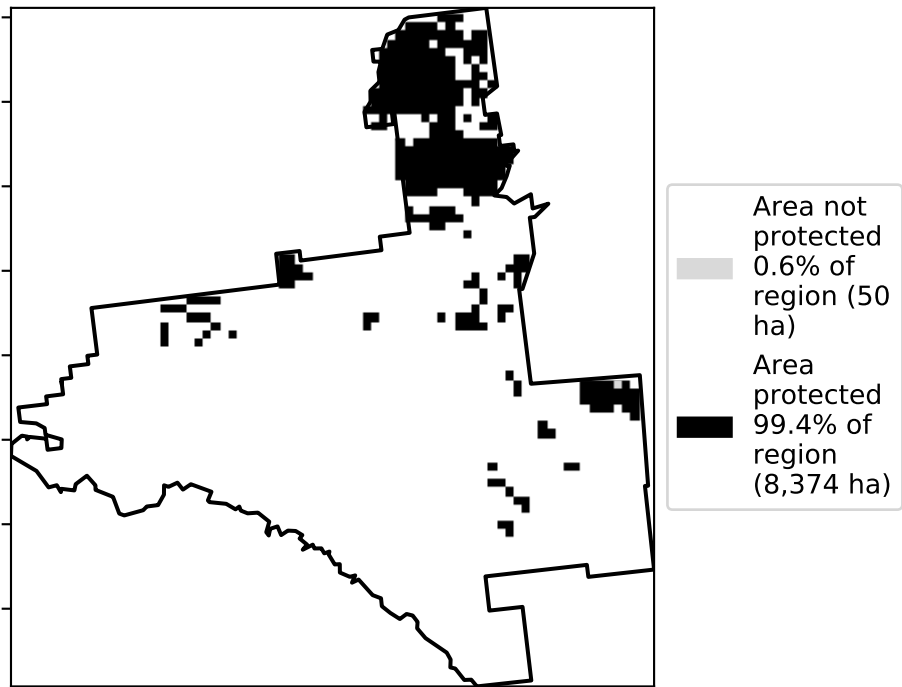 Area not
protected
0.6% of
region (50
ha)
Area
protected
99.4% of
region
(8,374 ha)